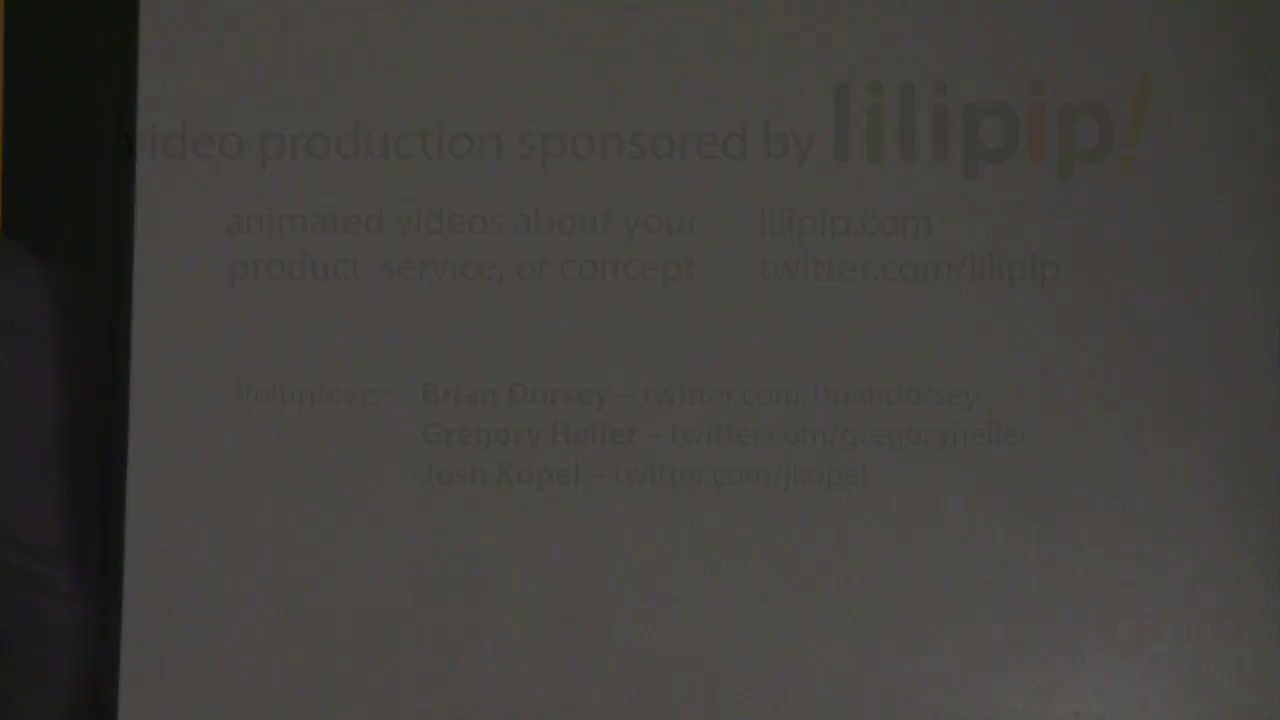 video production sponsored by lilipip!
animated videos about your lilipip.com
product, service, or concept twitter.com/lilipip
Volunteers: Brian Dorsey – twitter.com/briandorsey
Gregory Heller – twitter.com/gregoryheller
Josh Kopel - twitter.com/jkopel